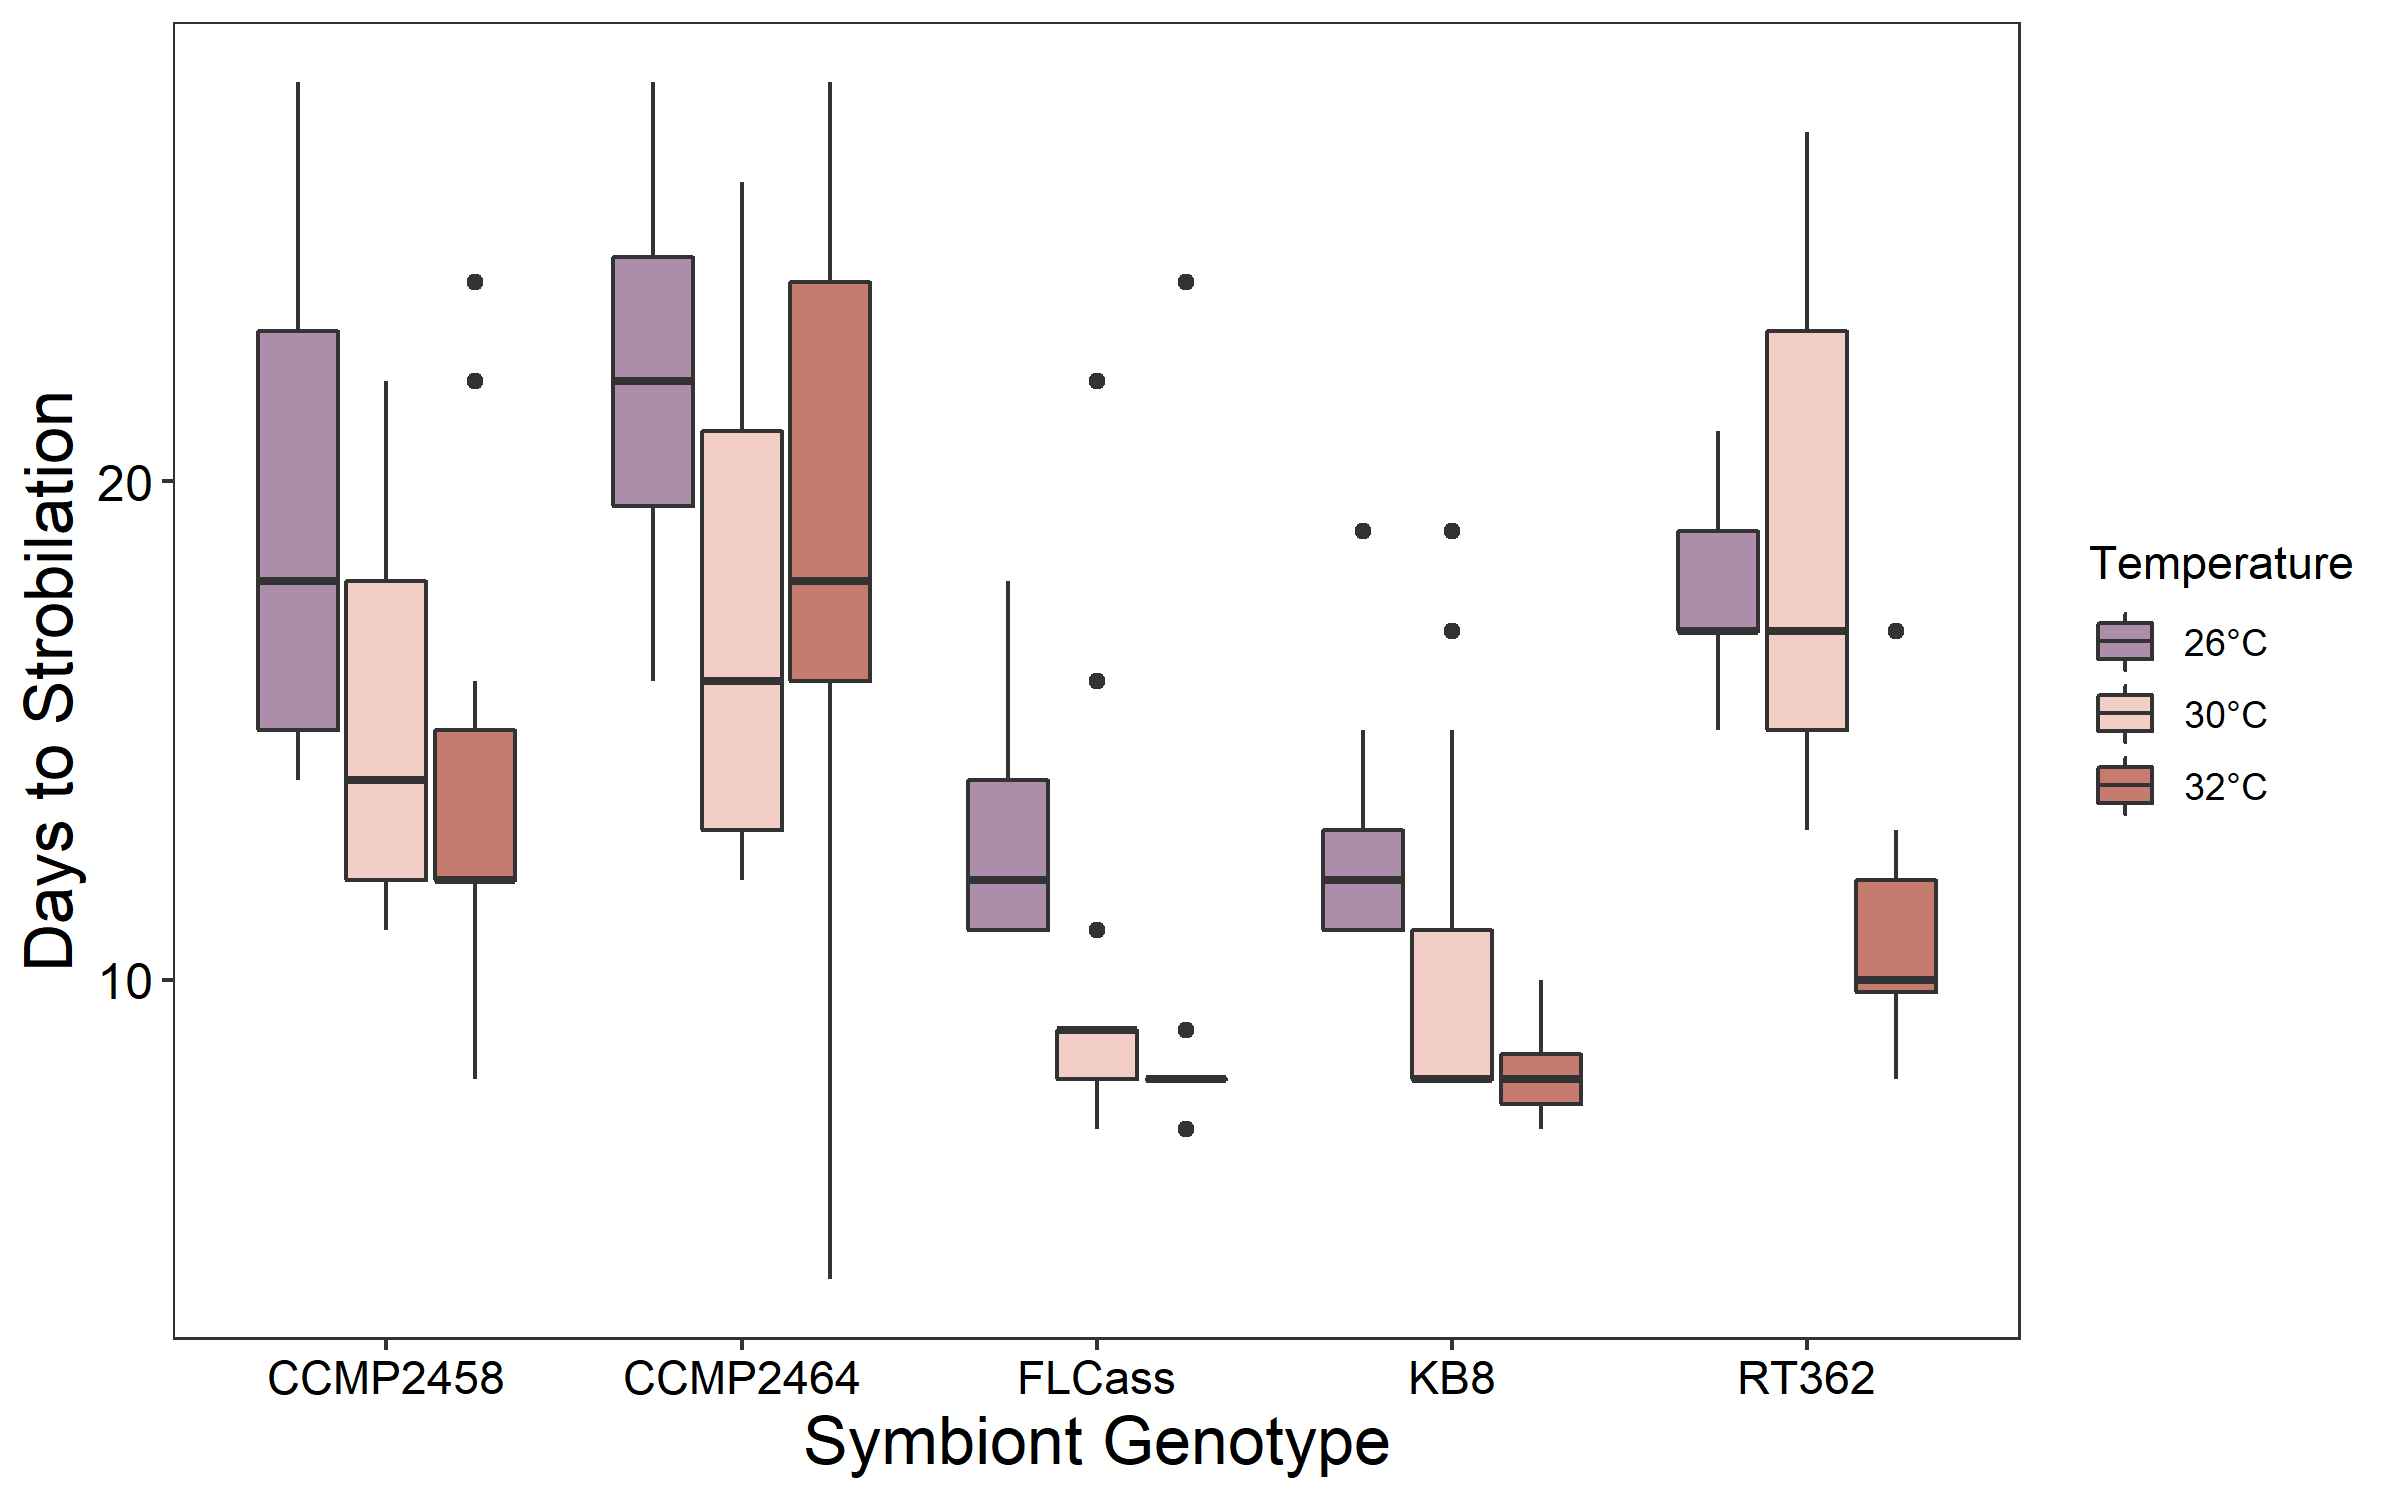 Days to Strobilation
20
10
CCMP2458 CCMP2464 FLCass KB8 RT362
Symbiont Genotype
Temperature
26°C
30°C
32°C